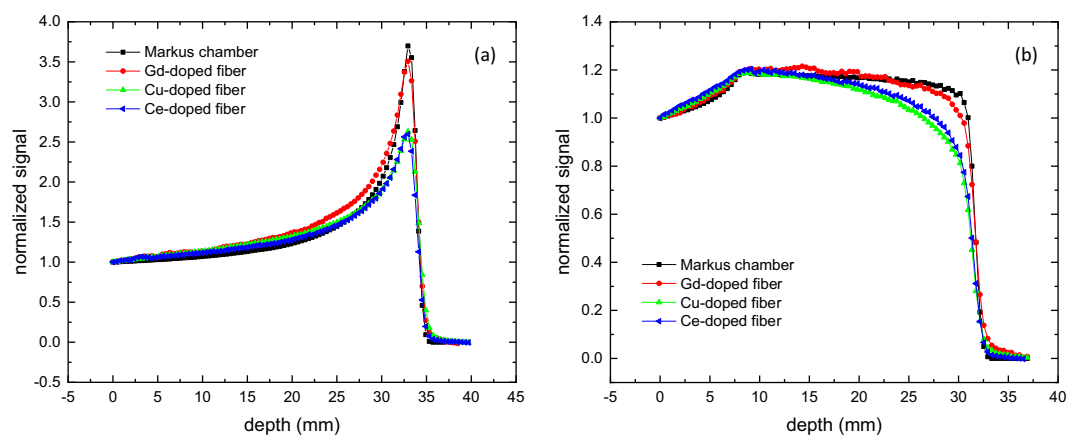 4.0
3.5
3.0
2.5
2.0
1.5
1.0
0.5
0.0
-0.5
normalized signal
(a)
Markus chamber
Gd-doped fiber
Cu-doped fiber
Ce-doped fiber
-5 0 5 10 15 20 25 30 35 40 45
depth (mm)
1.4
1.2
1.0
0.8
0.6
0.4
0.2
0.0
normalized signal
(b)
Markus chamber
Gd-doped fiber
Cu-doped fiber
Ce-doped fiber
-5 0 5 10 15 20 25 30 35 40
depth (mm)